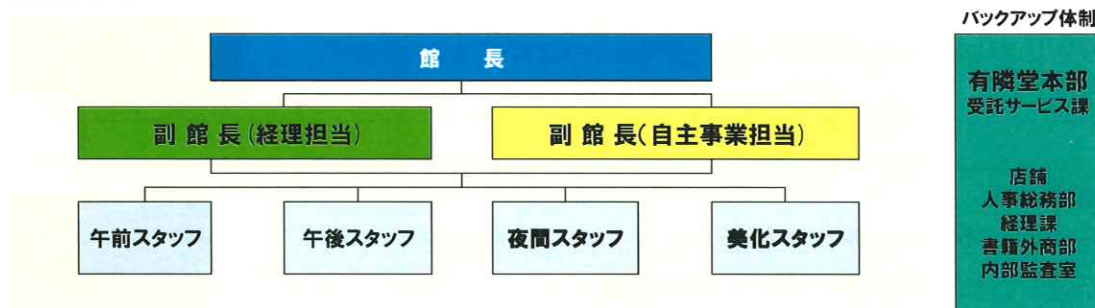 バックアップ体制
館 長
副館長(経理担当)
副館長(自主事業担当)
午前スタッフ
午後スタッフ
夜間スタッフ
美化スタッフ
有隣堂本部
受託サービス課
店舗
人事総務部
経理課
書籍外商部
内部監査室